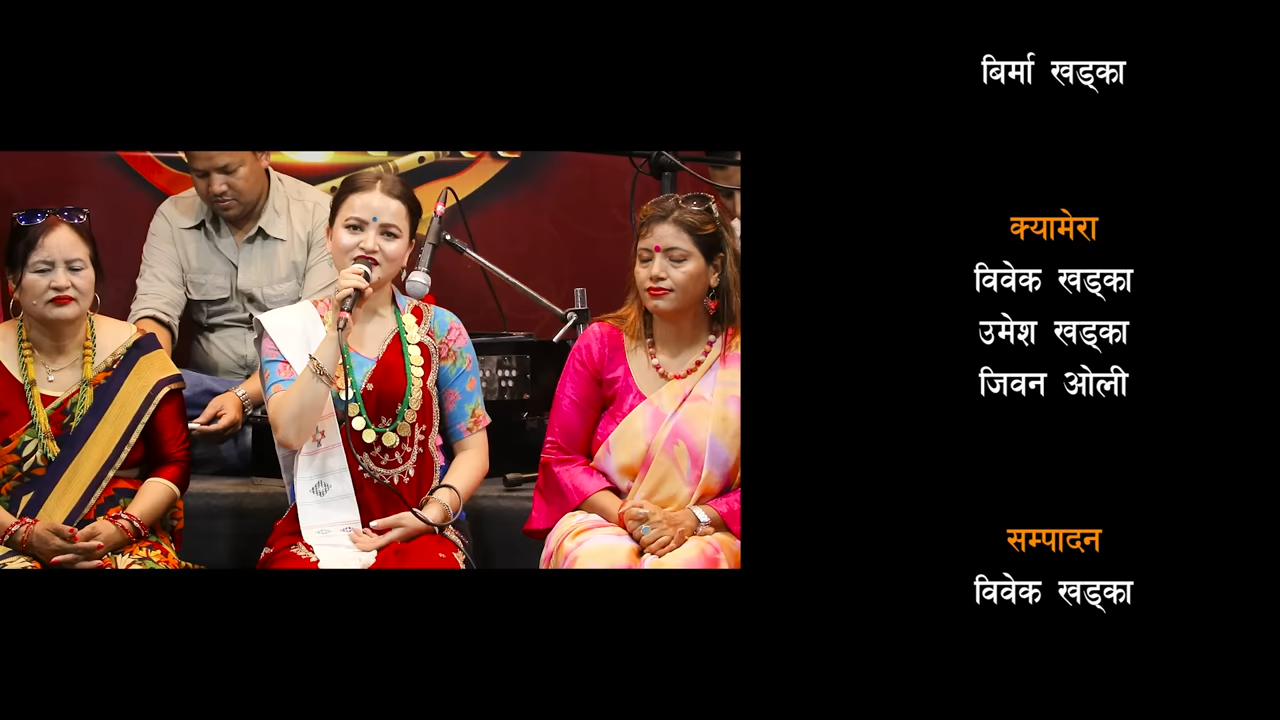 बिर्मा खड्का
क्यामेरा
विवेक खड्का
उमेश खड्का
जिवन ओली
सम्पादन
विवेक खड्का